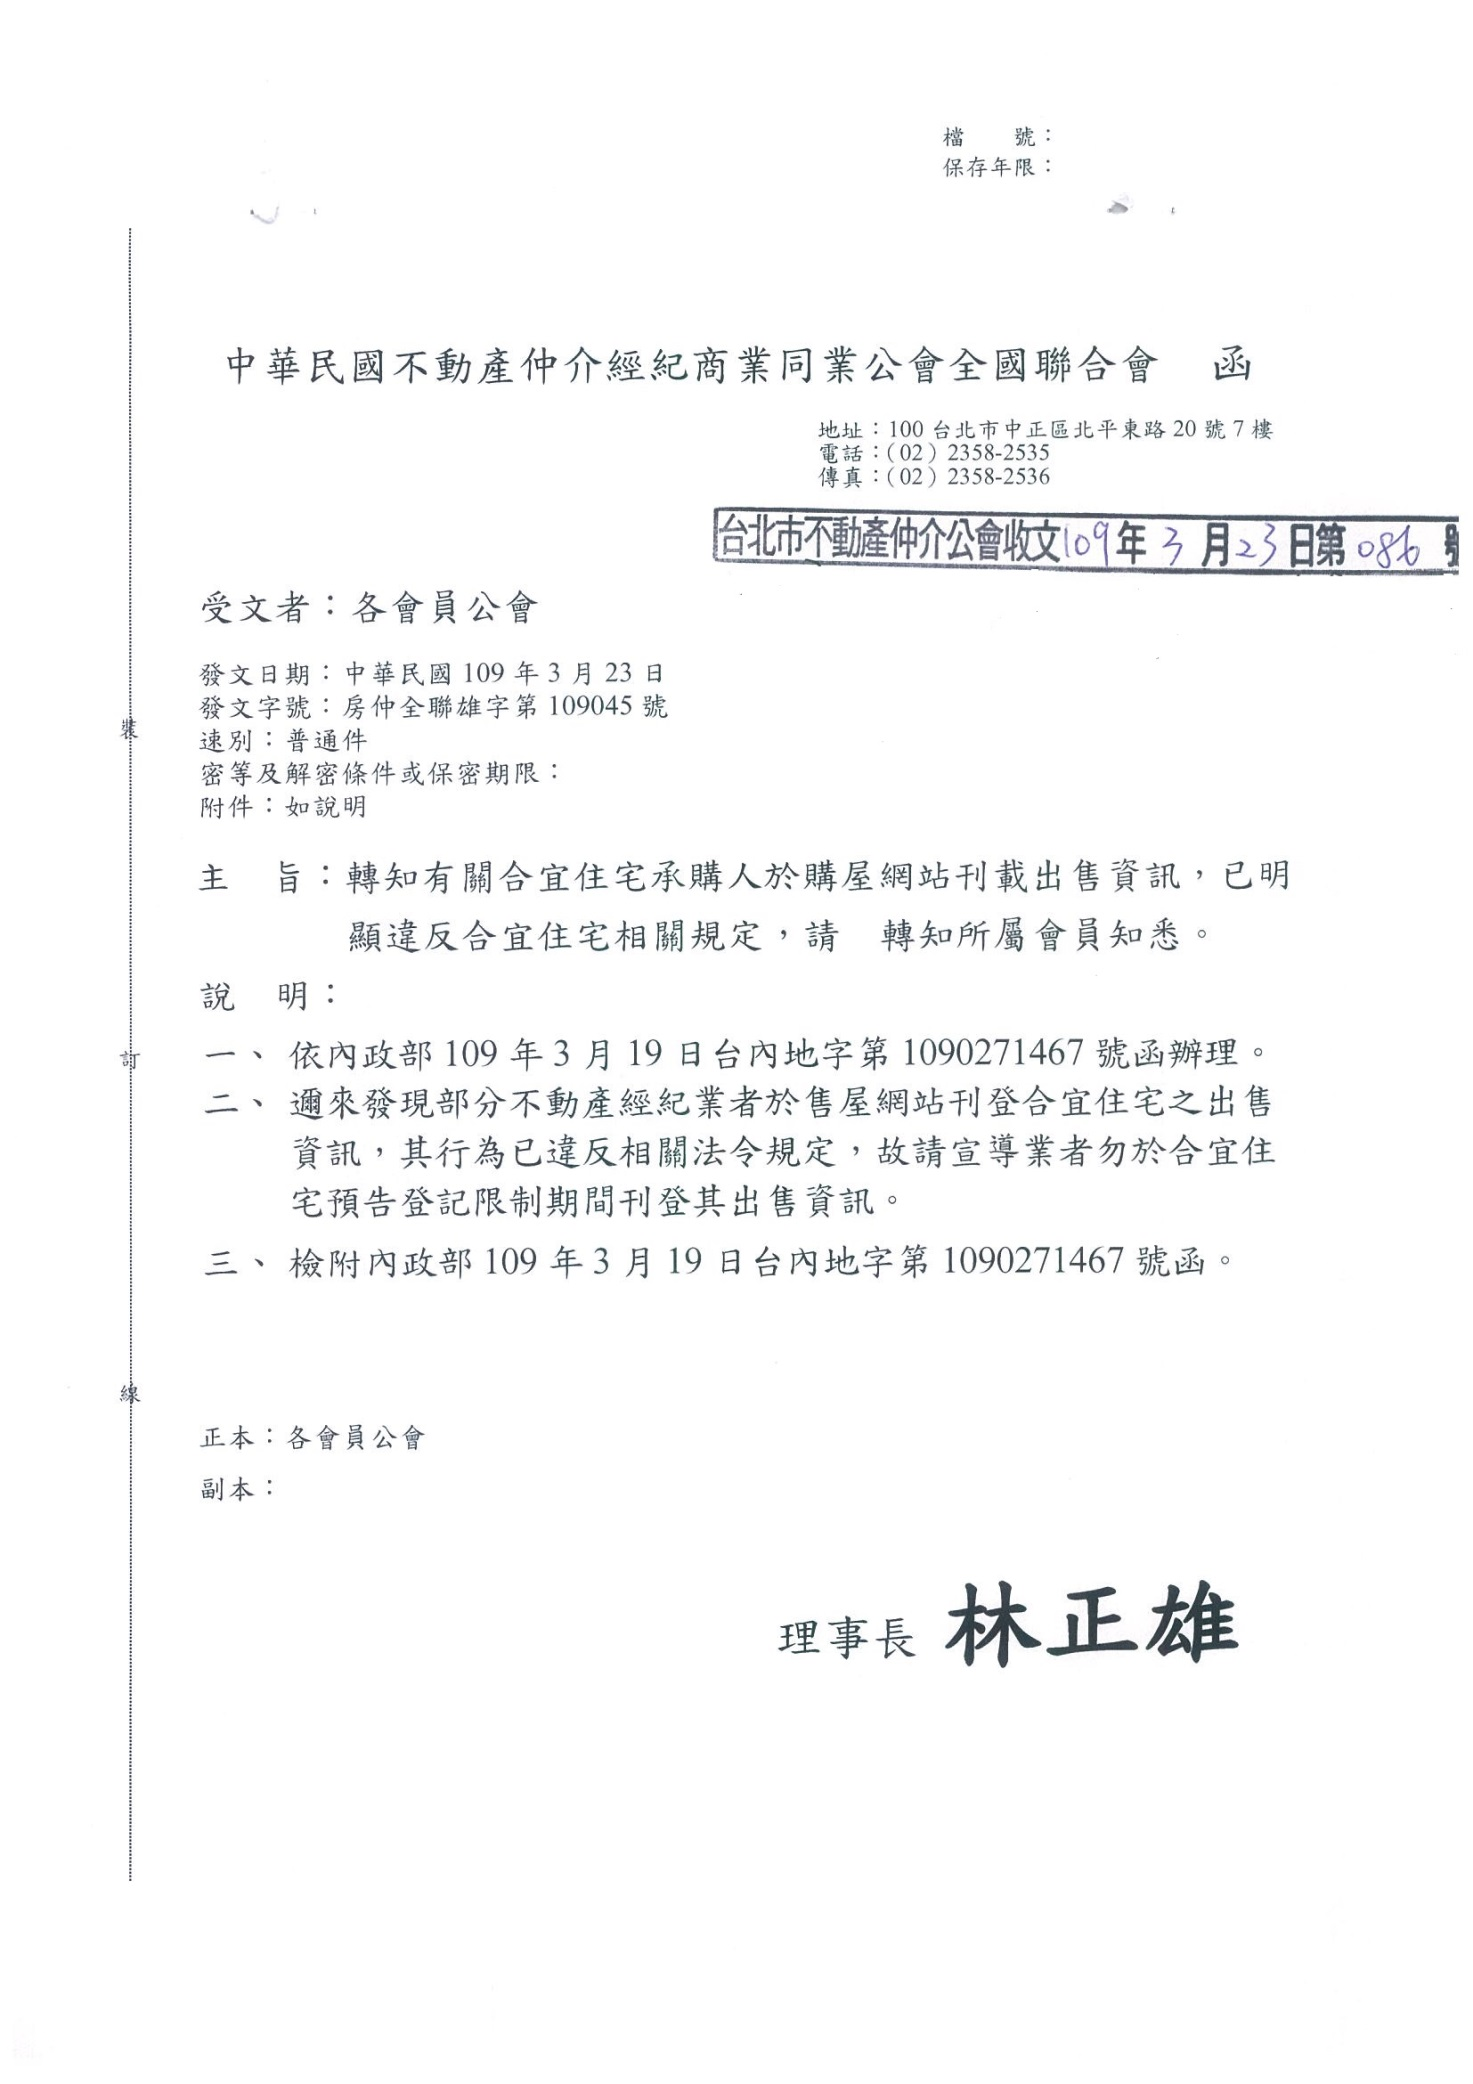 檔　　號：
保存年限：
中華民國不動產仲介經紀商業同業公會全國聯合會　函
地址：100 台北市中正區北平東路 20 號 7 樓
電話：(02) 2358-2535
傳真：(02) 2358-2536
台北市不動產仲介公會收文109年3月23日第086號
受文者：各會員公會
發文日期：中華民國 109 年 3 月 23 日
發文字號：房仲全聯雄字第 109045 號
速別：普通件
密等及解密條件或保密期限：
附件：如說明
主　旨：轉知有關合宜住宅承購人於購屋網站刊載出售資訊，已明
顯違反合宜住宅相關規定，請　轉知所屬會員知悉。
說　明：
一、 依內政部 109 年 3 月 19 日台內地字第 1090271467 號函辦理。
二、 邇來發現部分不動產經紀業者於售屋網站刊登合宜住宅之出售
資訊，其行為已違反相關法令規定，故請宣導業者勿於合宜住
宅預告登記限制期間刊登其出售資訊。
三、 檢附內政部 109 年 3 月 19 日台內地字第 1090271467 號函。
正本：各會員公會
副本：
理事長 林正雄
裝
訂
線